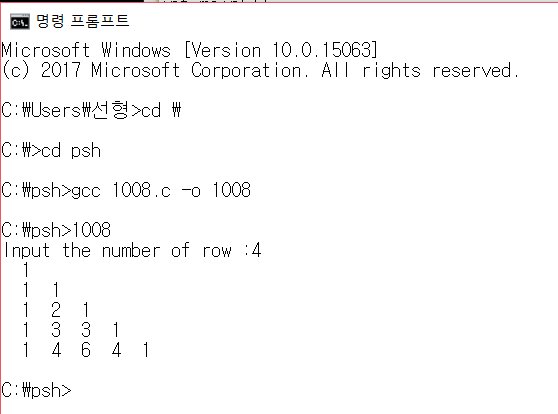 명령 프롬프트
Microsoft Windows [Version 10.0.15063]
(c) 2017 Microsoft Corporation. All rights reserved.
C:₩Users₩선형>cd ₩
C:₩>cd psh
C:₩psh>gcc 1008.c -o 1008
C:₩psh>1008
Input the number of row :4
1
1 1
1 2 1
1 3 3 1
1 4 6 4 1
C:₩psh>